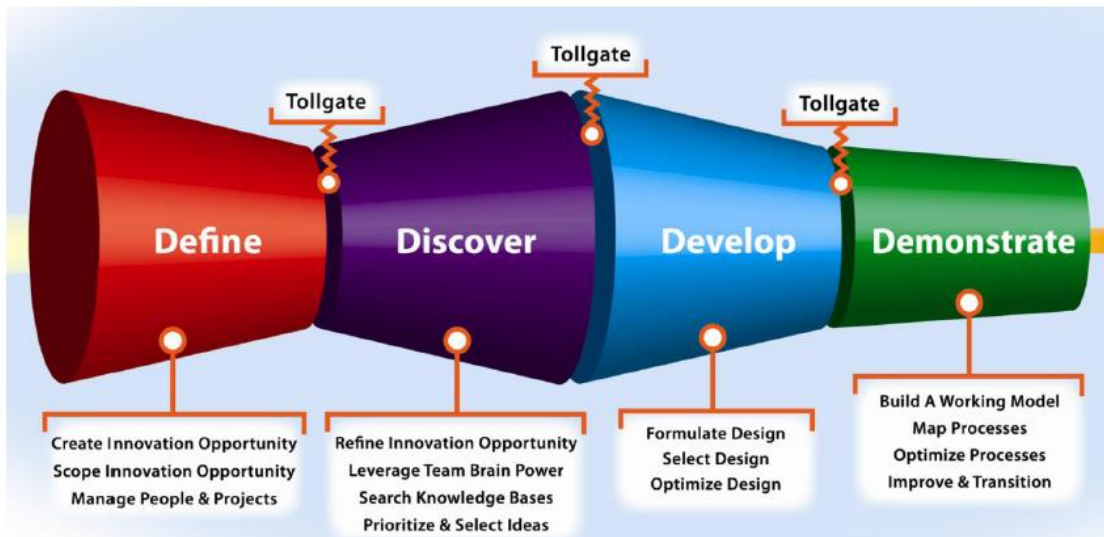 Tollgate
Tollgate
Tollgate
Define
Discover
Develop
Demonstrate
Create Innovation Opportunity
Scope Innovation Opportunity
Manage People & Projects
Refine Innovation Opportunity
Leverage Team Brain Power
Search Knowledge Bases
Prioritize & Select Ideas
Formulate Design
Select Design
Optimize Design
Build A Working Model
Map Processes
Optimize Processes
Improve & Transition